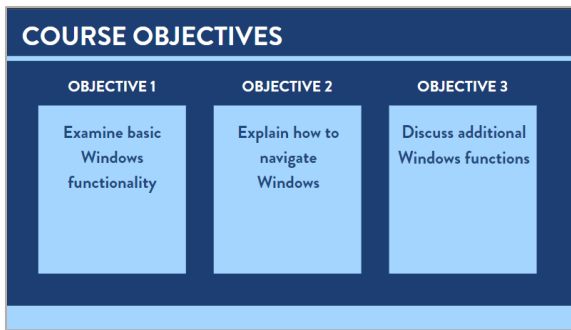 COURSE OBJECTIVES
OBJECTIVE 1
Examine basic
Windows
functionality
OBJECTIVE 2
Explain how to
navigate
Windows
OBJECTIVE 3
Discuss additional
Windows functions